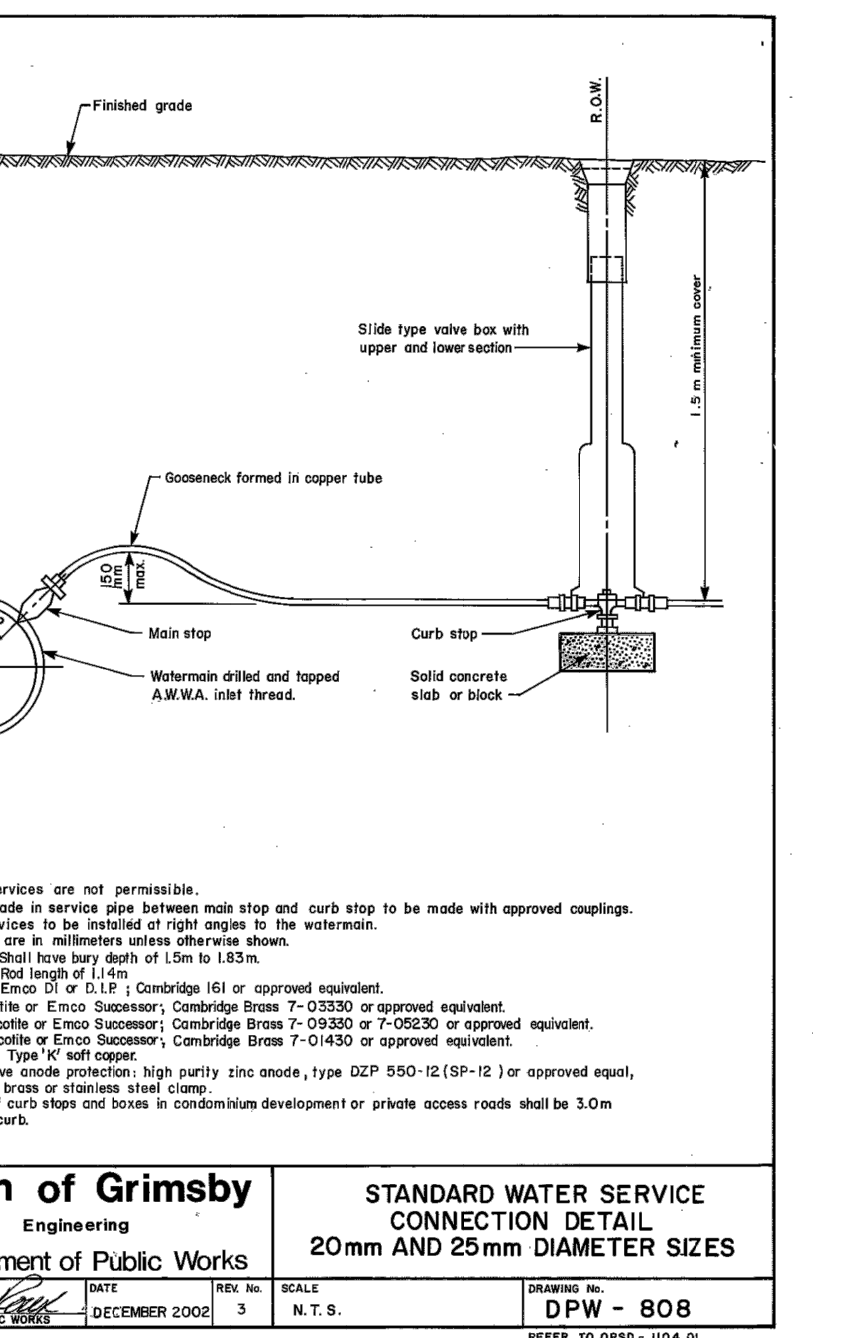 Finished grade
R.O.W.
Slide type valve box with
upper and lower section
1.5 m minimum cover
Gooseneck formed in copper tube
150
mm
max.
Main stop
Curb stop
Watermain drilled and tapped
A.W.W.A. inlet thread.
Solid concrete
slab or block
ervices are not permissible.
ade in service pipe between main stop and curb stop to be made with approved couplings.
vices to be installed at right angles to the watermain.
are in millimeters unless otherwise shown.
Shall have bury depth of 1.5m to 1.83m.
Rod length of 1.14m
Emco D1 or D.I.P. ; Cambridge 161 or approved equivalent.
tite or Emco Successor; Cambridge Brass 7-03330 or approved equivalent.
cotite or Emco Successor; Cambridge Brass 7-09330 or 7-05230 or approved equivalent.
cotite or Emco Successor; Cambridge Brass 7-01430 or approved equivalent.
Type 'K' soft copper.
ve anode protection: high purity zinc anode, type DZP 550-12 (SP-12) or approved equal,
brass or stainless steel clamp.
curb stops and boxes in condominium development or private access roads shall be 3.0m
curb.
n of Grimsby
Engineering
ment of Public Works
C WORKS
DATE
DECEMBER 2002
REV. No.
3
STANDARD WATER SERVICE
CONNECTION DETAIL
20mm AND 25mm DIAMETER SIZES
SCALE
N.T.S.
DRAWING No.
DPW - 808
REFER TO OPSD - 1104.01